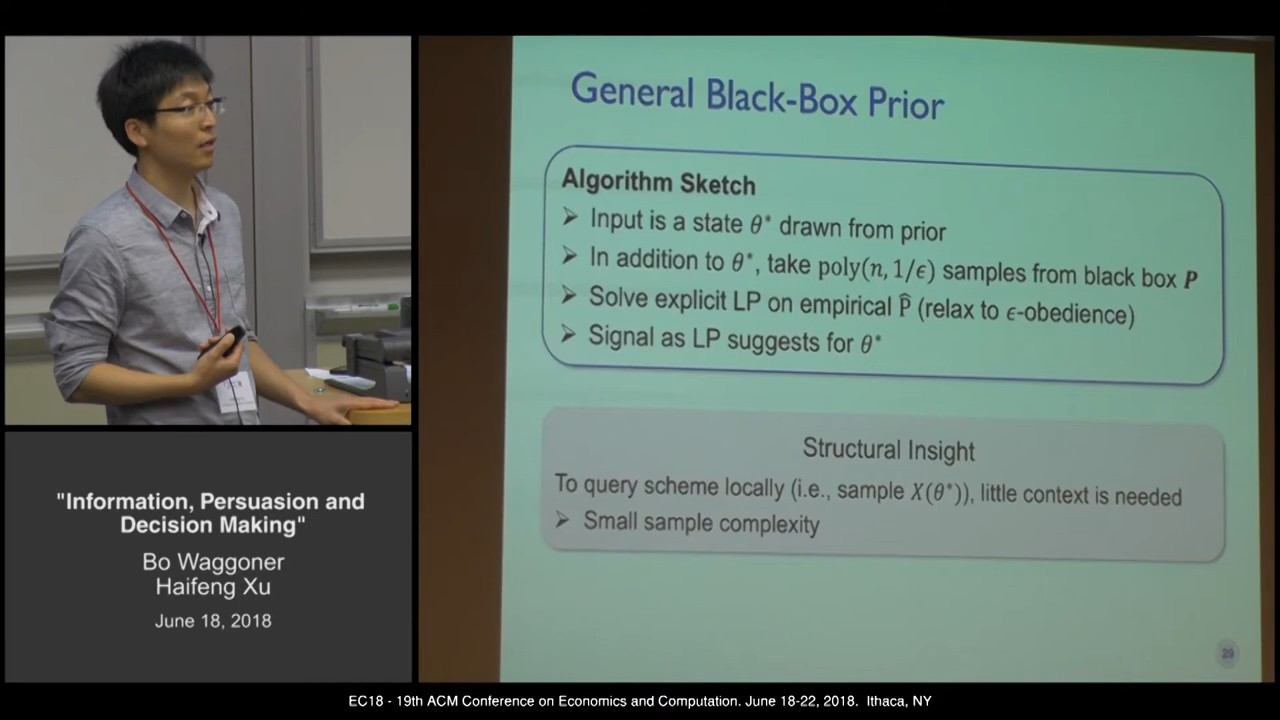 General Black-Box Prior
Algorithm Sketch
➢ Input is a state θ* drawn from prior
➢ In addition to θ*, take poly(n, 1/ϵ) samples from black box P
➢ Solve explicit LP on empirical P̂ (relax to ϵ-obedience)
➢ Signal as LP suggests for θ*
Structural Insight
To query scheme locally (i.e., sample X(θ*)), little context is needed
➢ Small sample complexity
29
"Information, Persuasion and
Decision Making"
Bo Waggoner
Haifeng Xu
June 18, 2018
EC18 - 19th ACM Conference on Economics and Computation. June 18-22, 2018. Ithaca, NY